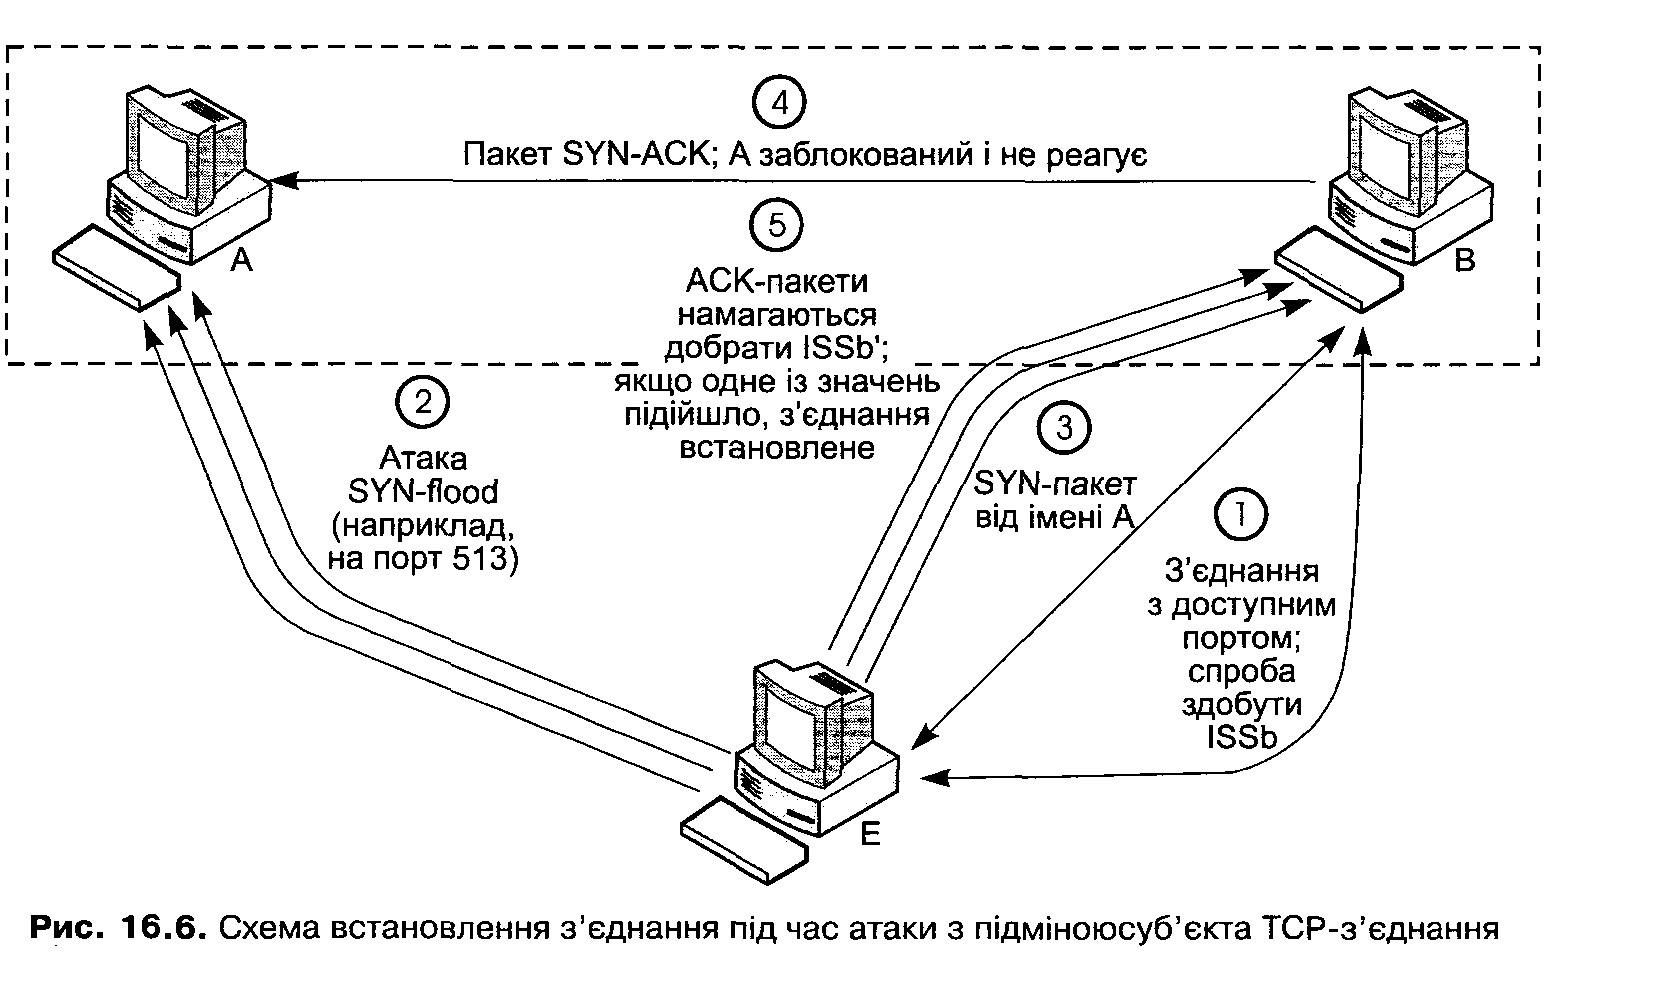 4
Пакет SYN-ACK; А заблокований і не реагує
A
B
5
АСК-пакети
намагаються
добрати ISSb';
якщо одне із значень
підійшло, з'єднання
встановлене
2
Атака
SYN-flood
(наприклад,
на порт 513)
3
SYN-пакет
від імені А
1
З'єднання
з доступним
портом;
спроба
здобути
ISSb
E
Рис. 16.6. Схема встановлення з'єднання під час атаки з підміноюсуб'єкта TCP-з'єднання